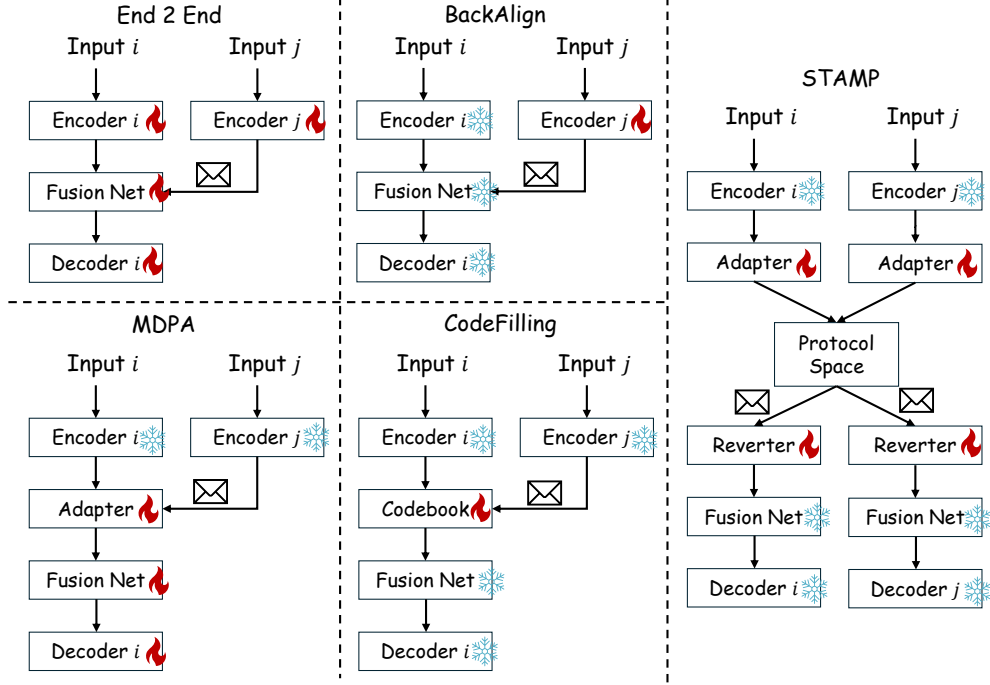 End 2 End
Input i
Input j
Encoder i
Encoder j
Fusion Net
Decoder i
BackAlign
Input i
Input j
Encoder i
Encoder j
Fusion Net
Decoder i
MDPA
Input i
Input j
Encoder i
Encoder j
Adapter
Fusion Net
Decoder i
CodeFilling
Input i
Input j
Encoder i
Encoder j
Codebook
Fusion Net
Decoder i
STAMP
Input i
Input j
Encoder i
Encoder j
Adapter
Adapter
Protocol
Space
Reverter
Reverter
Fusion Net
Fusion Net
Decoder i
Decoder j